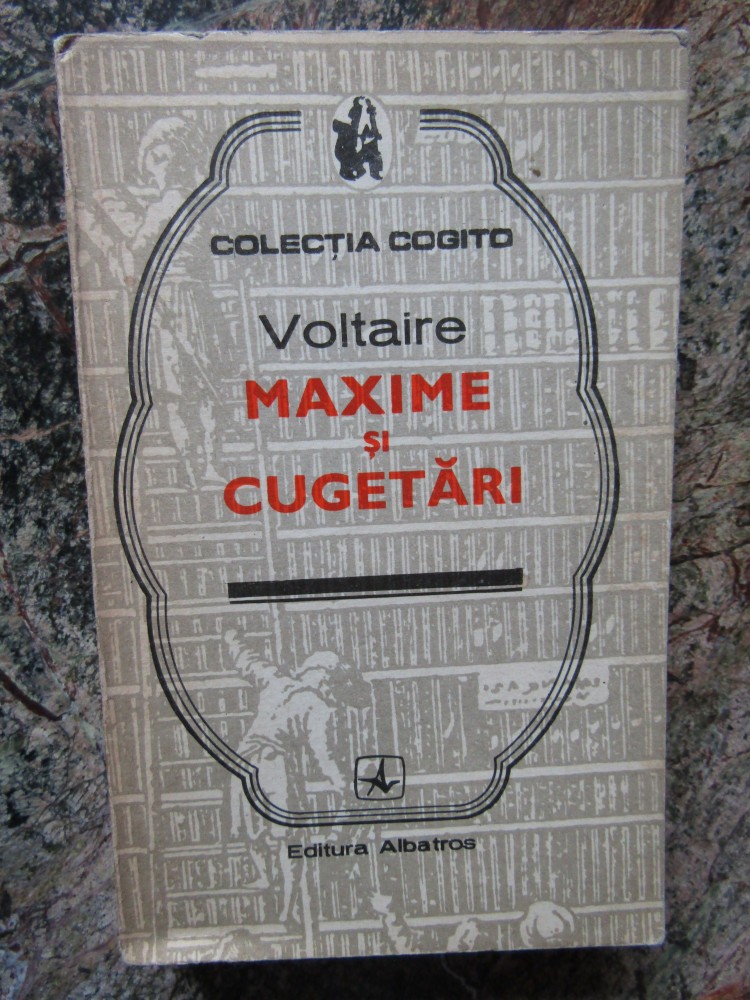 COLECȚIA COGITO
Voltaire
MAXIME
ȘI
CUGETĂRI
Editura Albatros